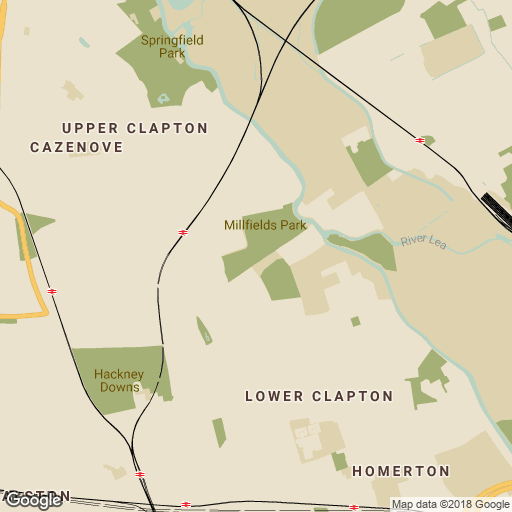 Springfield
Park
UPPER CLAPTON
CAZENOVE
Millfields Park
River Lea
Hackney
Downs
LOWER CLAPTON
HOMERTON
Google
Map data ©2018 Google